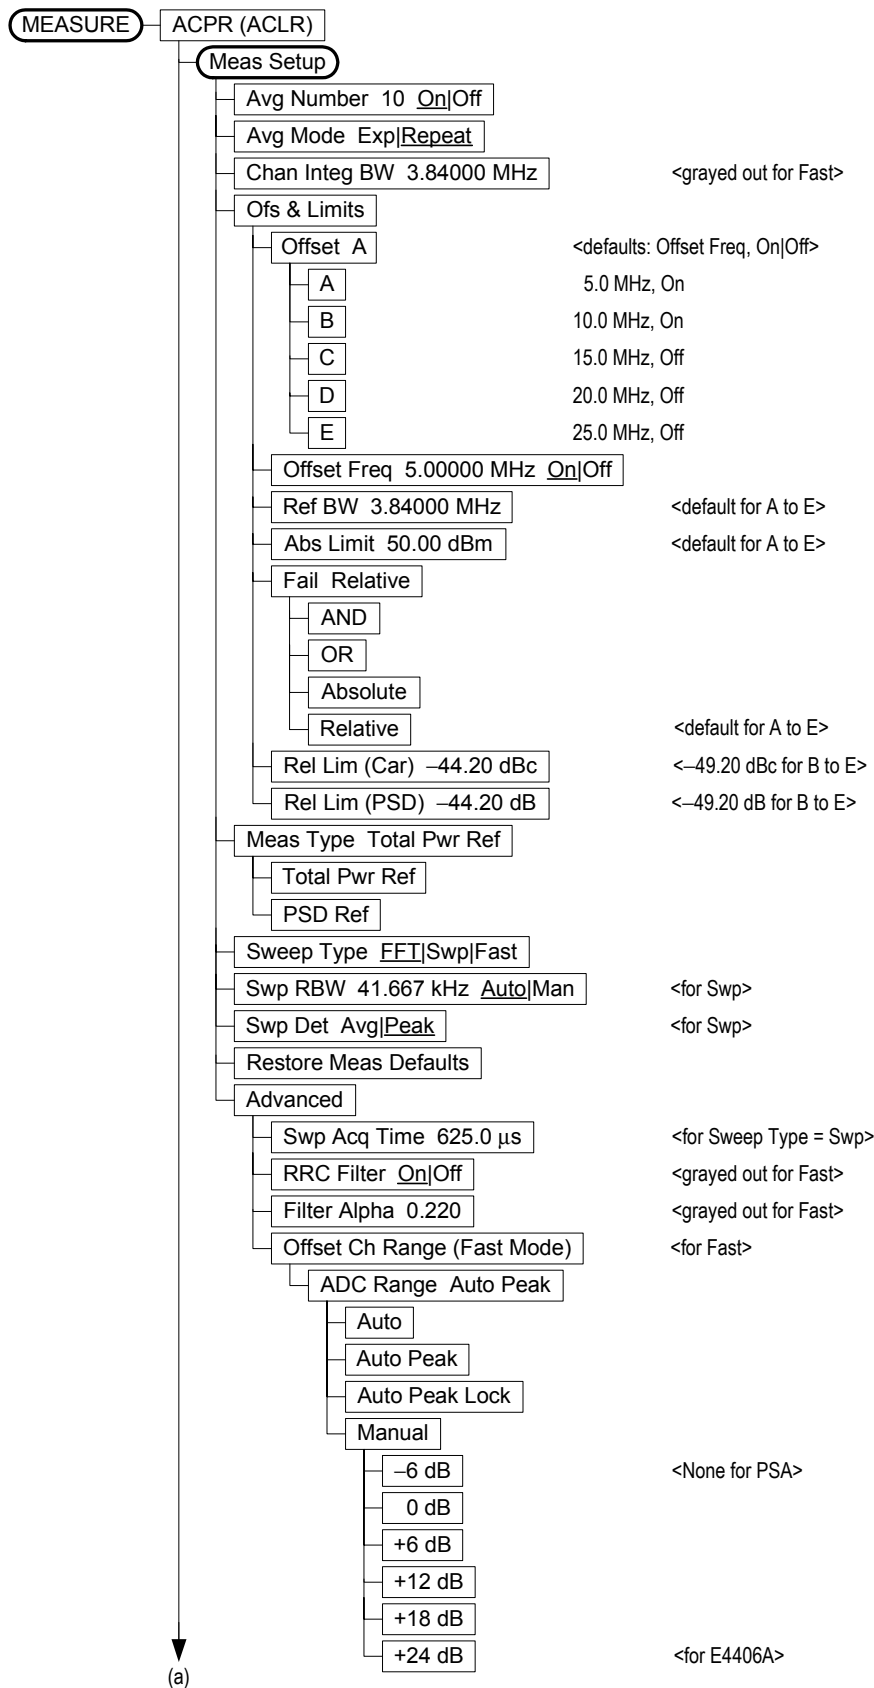 MEASURE ACPR (ACLR)
Meas Setup
Avg Number 10 On|Off
Avg Mode Exp|Repeat
Chan Integ BW 3.84000 MHz <grayed out for Fast>
Ofs & Limits
Offset A <defaults: Offset Freq, On|Off>
A 5.0 MHz, On
B 10.0 MHz, On
C 15.0 MHz, Off
D 20.0 MHz, Off
E 25.0 MHz, Off
Offset Freq 5.00000 MHz On|Off
Ref BW 3.84000 MHz <default for A to E>
Abs Limit 50.00 dBm <default for A to E>
Fail Relative
AND
OR
Absolute
Relative <default for A to E>
Rel Lim (Car) −44.20 dBc <−49.20 dBc for B to E>
Rel Lim (PSD) −44.20 dB <−49.20 dB for B to E>
Meas Type Total Pwr Ref
Total Pwr Ref
PSD Ref
Sweep Type FFT|Swp|Fast
Swp RBW 41.667 kHz Auto|Man <for Swp>
Swp Det Avg|Peak <for Swp>
Restore Meas Defaults
Advanced
Swp Acq Time 625.0 μs <for Sweep Type = Swp>
RRC Filter On|Off <grayed out for Fast>
Filter Alpha 0.220 <grayed out for Fast>
Offset Ch Range (Fast Mode) <for Fast>
ADC Range Auto Peak
Auto
Auto Peak
Auto Peak Lock
Manual
−6 dB <None for PSA>
0 dB
+6 dB
+12 dB
+18 dB
+24 dB <for E4406A>
(a)